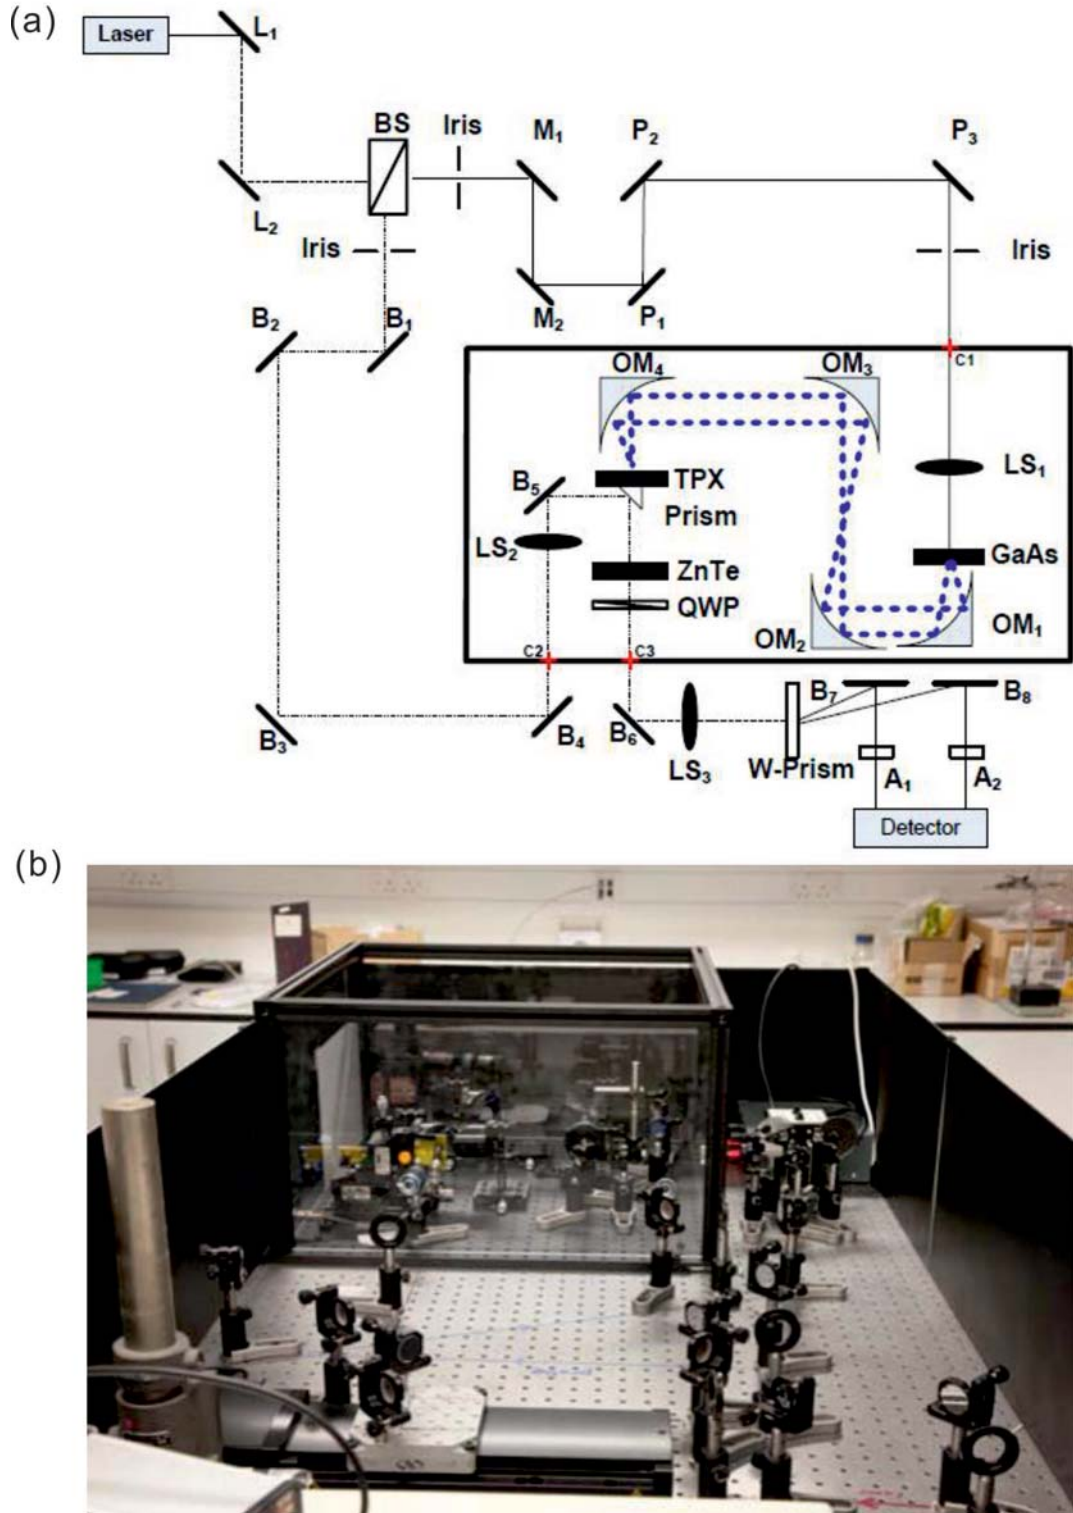 (a)
Laser
L₁
BS
Iris
M₁
P₂
P₃
L₂
Iris
Iris
M₂
P₁
B₂
B₁
C1
OM₄
OM₃
LS₁
B₅
TPX
Prism
LS₂
GaAs
ZnTe
QWP
OM₂
OM₁
C2
C3
B₃
B₄
B₆
B₇
B₈
LS₃
W-Prism
A₁
A₂
Detector
(b)